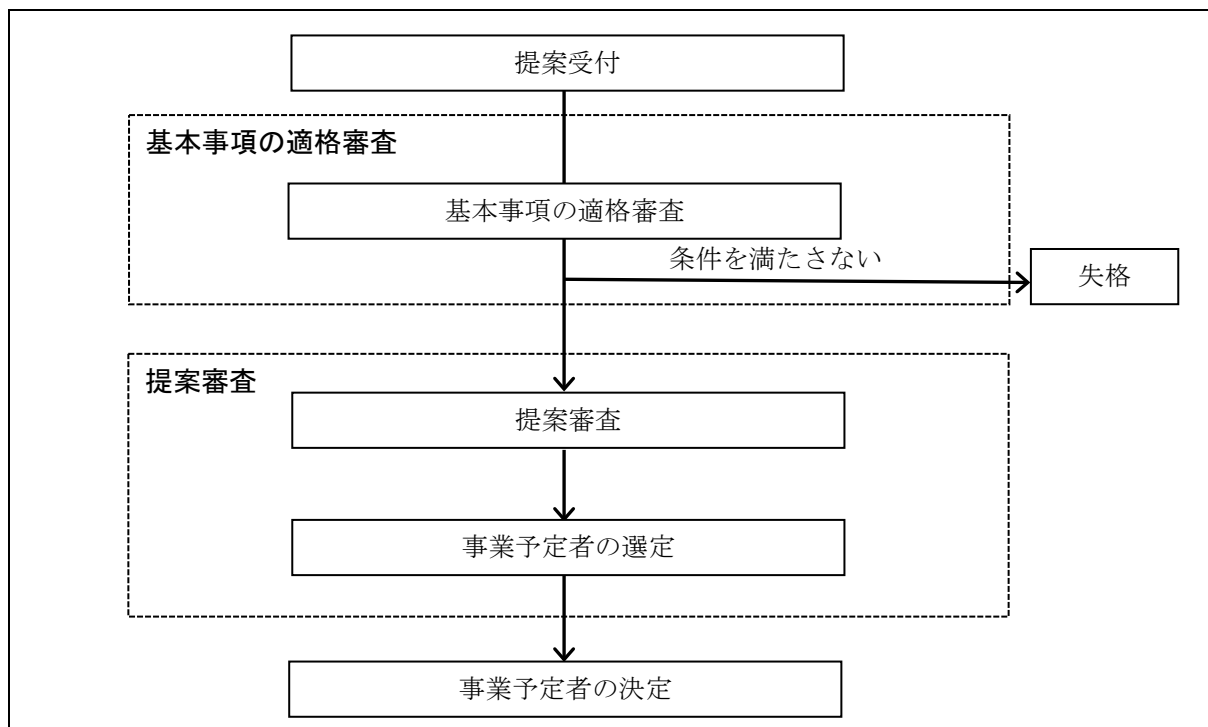 提案受付
基本事項の適格審査
基本事項の適格審査
条件を満たさない
失格
提案審査
提案審査
事業予定者の選定
事業予定者の決定